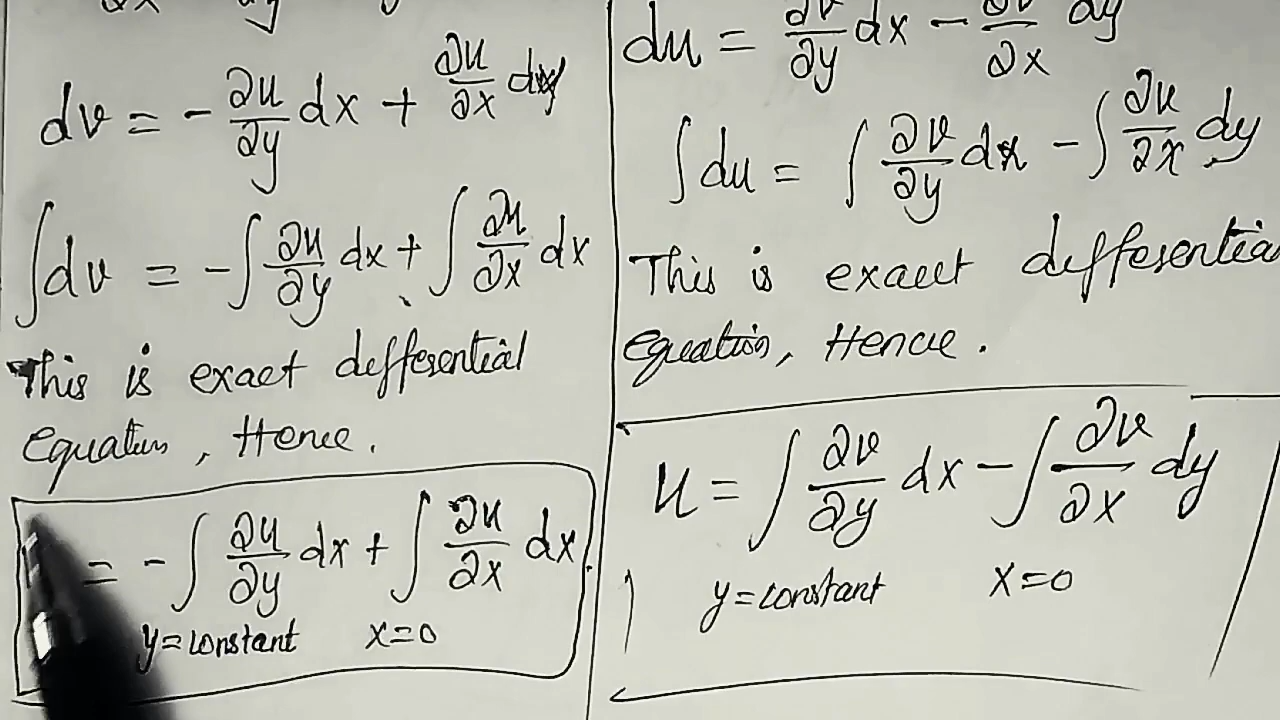 dv = - ∂u/∂y dx + ∂u/∂x dy
∫dv = -∫ ∂u/∂y dx + ∫ ∂u/∂x dx
This is exact defferential
equation, Hence.
= - ∫ ∂u/∂y dx + ∫ ∂u/∂x dx.
y=constant x=0
du = ∂v/∂y dx - ∂v/∂x dy
∫du = ∫ ∂v/∂y dx - ∫ ∂v/∂x dy
This is exact defferential
equation, Hence.
u = ∫ ∂v/∂y dx - ∫ ∂v/∂x dy
y=constant x=0